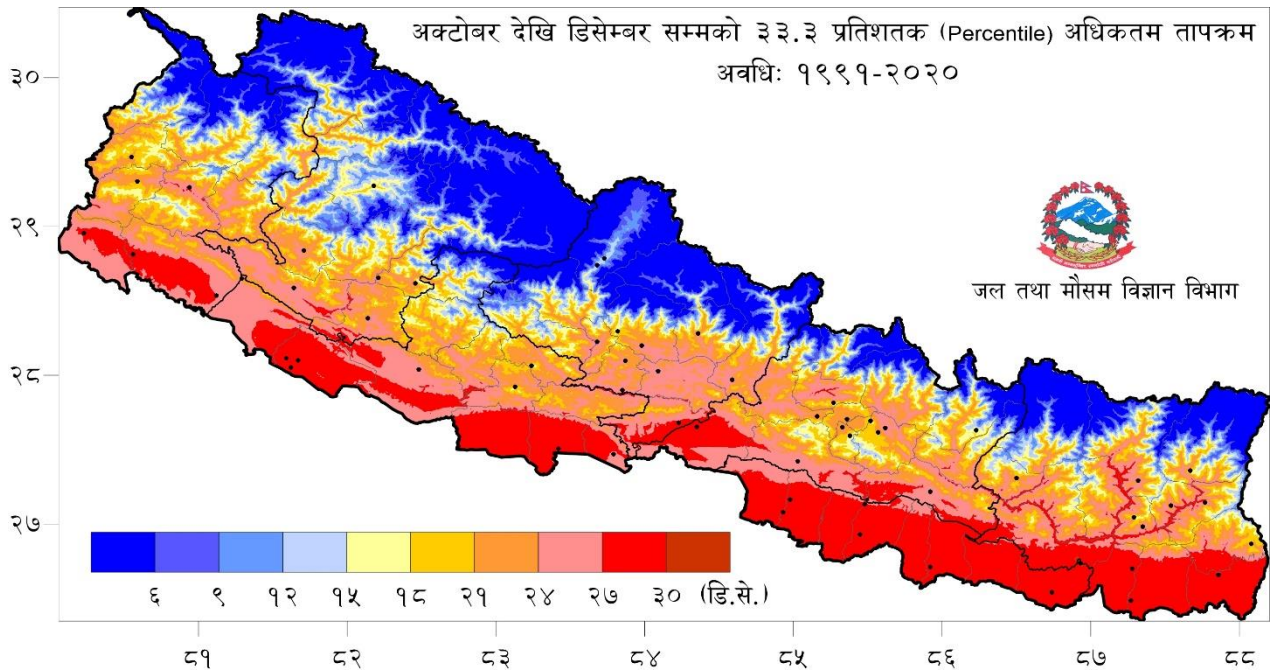 अक्टोबर देखि डिसेम्बर सम्मको ३३.३ प्रतिशतक (Percentile) अधिकतम तापक्रम
अवधिः १९९१-२०२०
३०
२९
२८
२७
जल तथा मौसम विज्ञान विभाग
६ ९ १२ १५ १८ २१ २४ २७ ३० (डि.से.)
८१ ८२ ८३ ८४ ८५ ८६ ८७ ८८